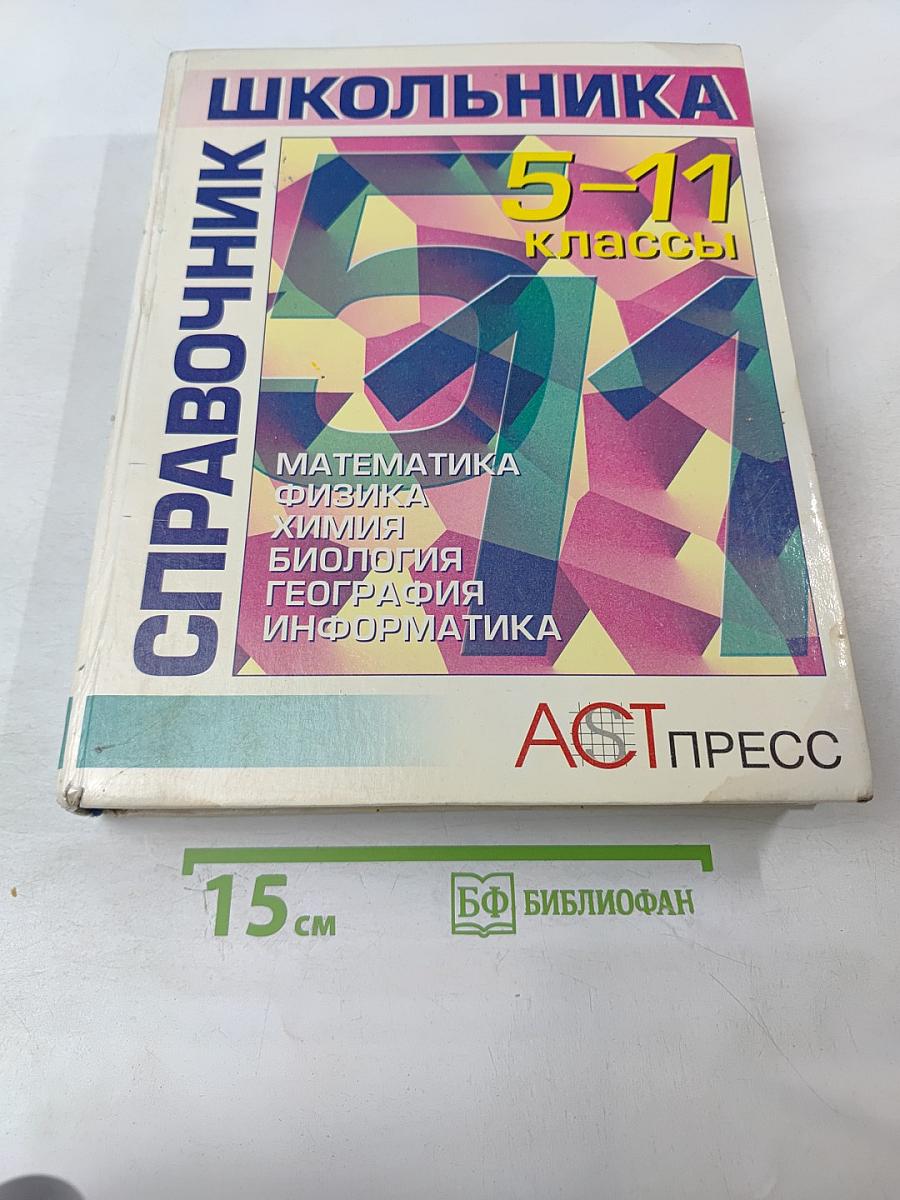 СПРАВОЧНИК
ШКОЛЬНИКА
5–11
классы
МАТЕМАТИКА
ФИЗИКА
ХИМИЯ
БИОЛОГИЯ
ГЕОГРАФИЯ
ИНФОРМАТИКА
АСТ ПРЕСС
15 см
БФ БИБЛИОФАН